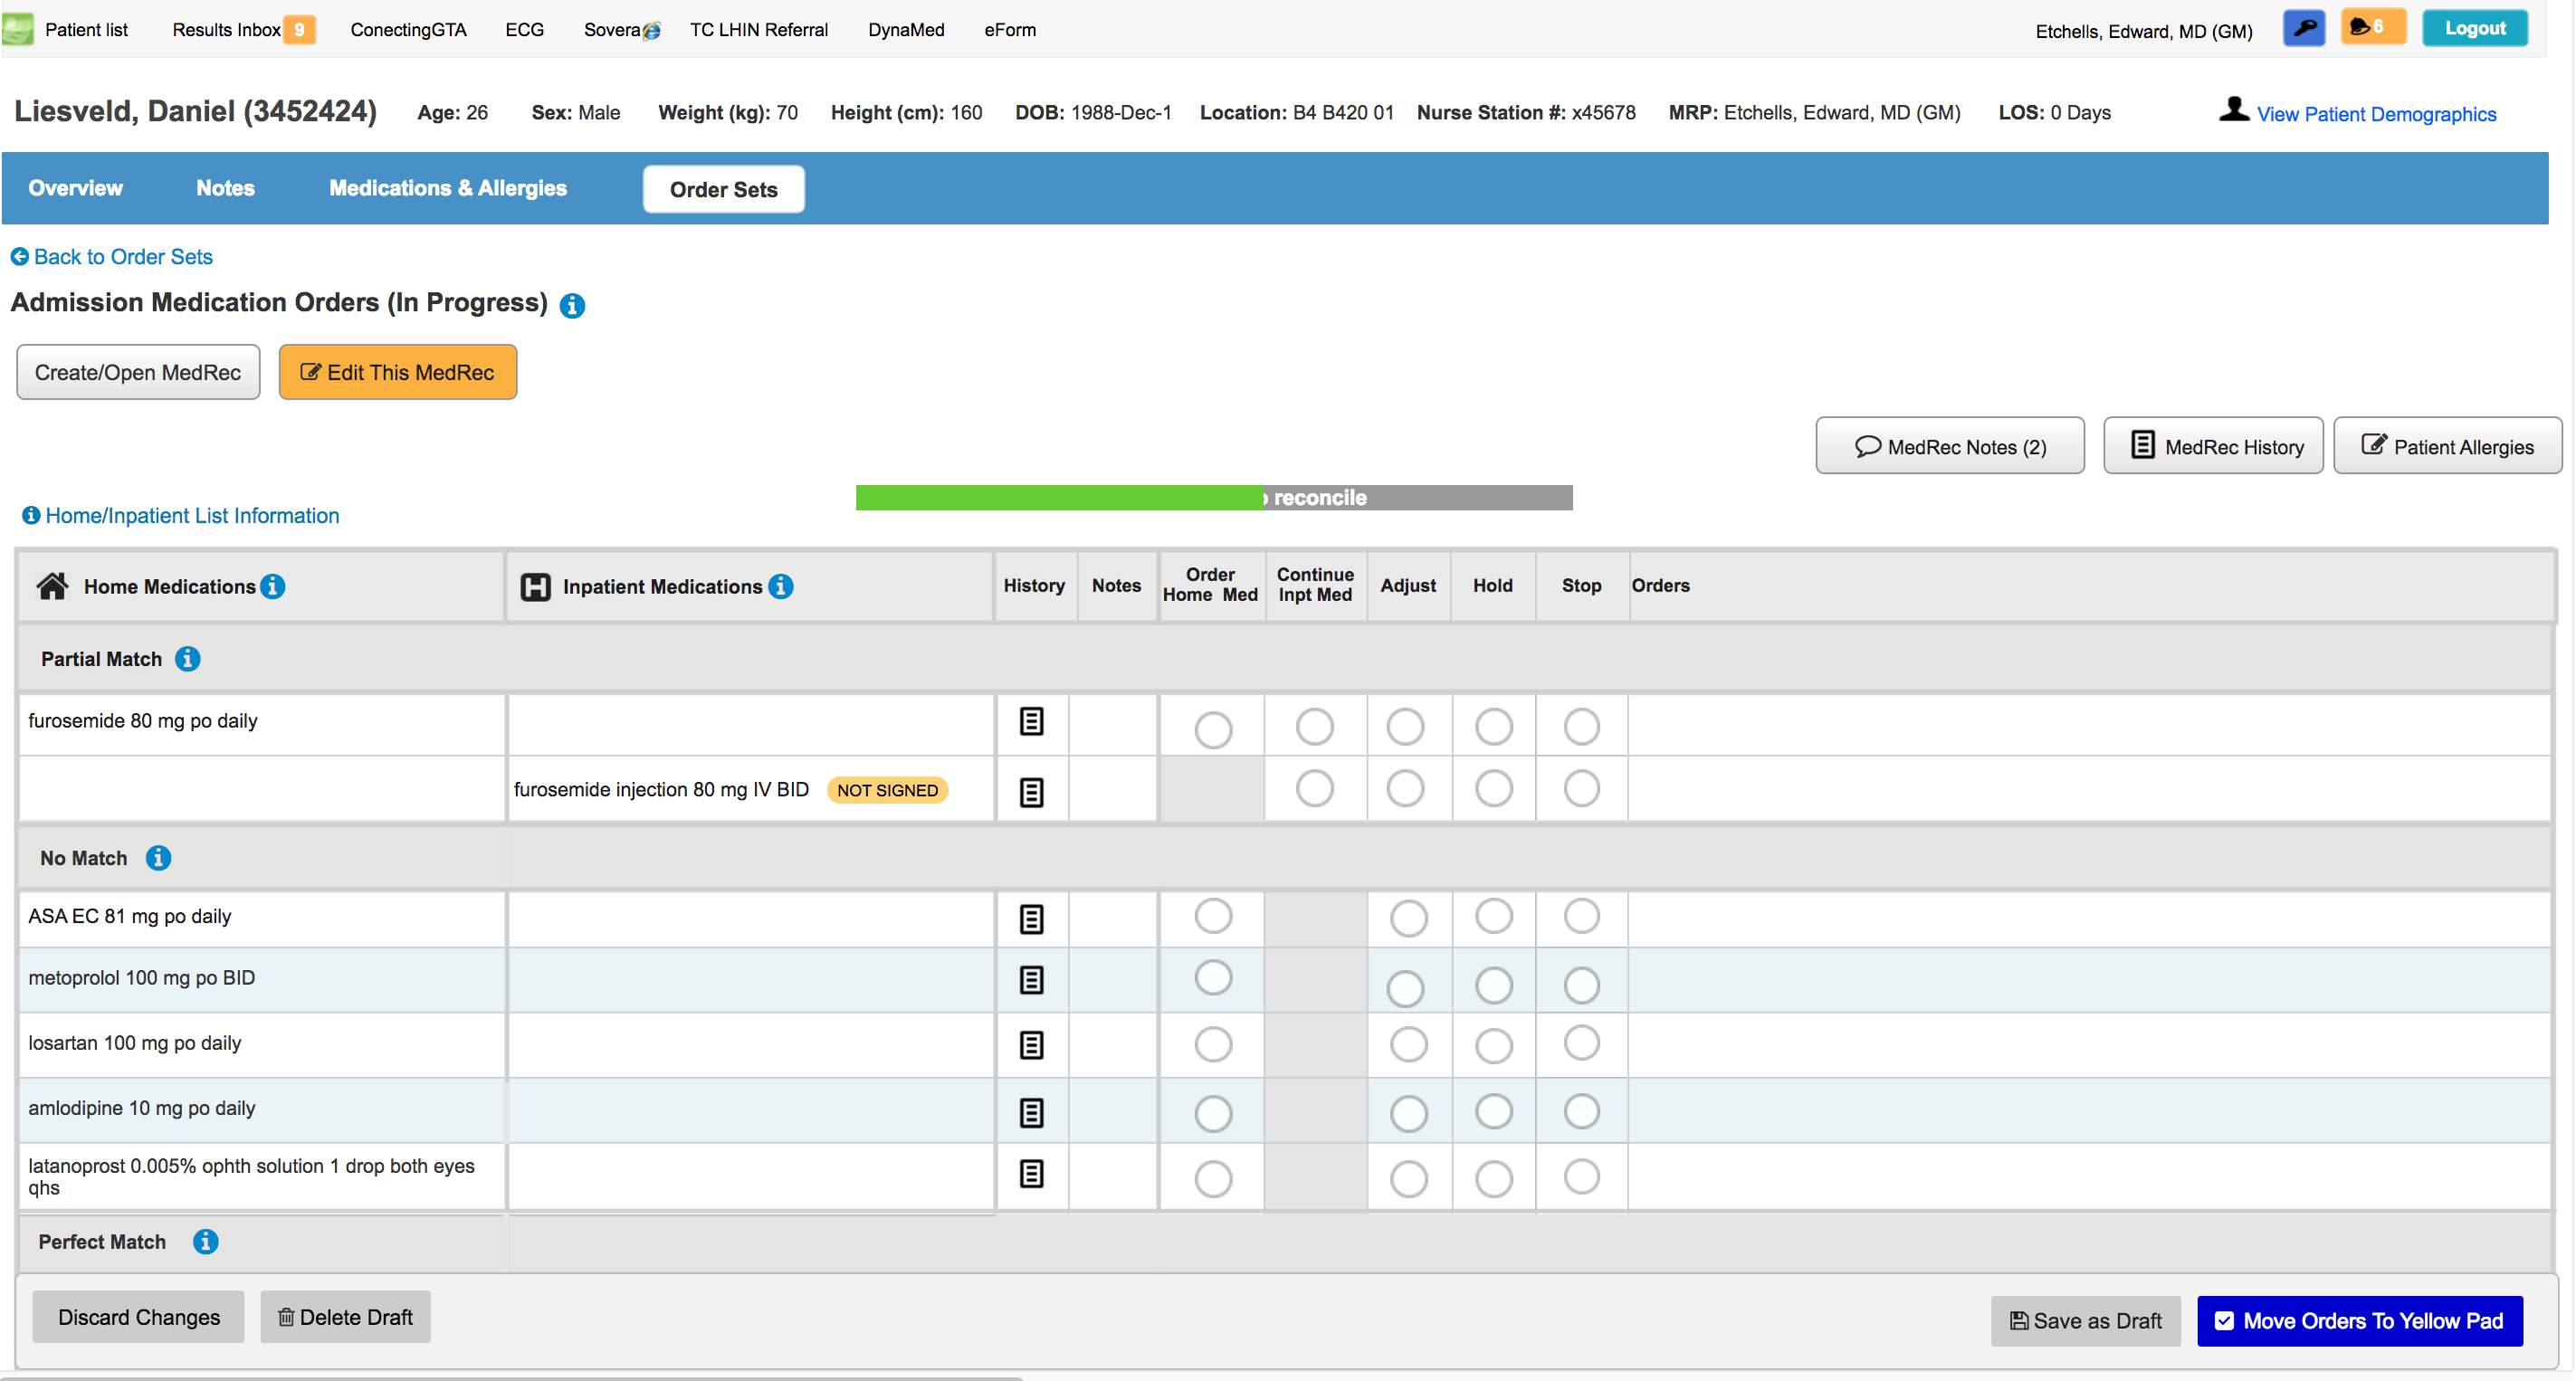 Patient list Results Inbox 9 ConectingGTA ECG Sovera TC LHIN Referral DynaMed eForm Etchells, Edward, MD (GM) 6 Logout
Liesveld, Daniel (3452424) Age: 26 Sex: Male Weight (kg): 70 Height (cm): 160 DOB: 1988-Dec-1 Location: B4 B420 01 Nurse Station #: x45678 MRP: Etchells, Edward, MD (GM) LOS: 0 Days View Patient Demographics
Overview Notes Medications & Allergies Order Sets
Back to Order Sets
Admission Medication Orders (In Progress)
Create/Open MedRec Edit This MedRec
MedRec Notes (2) MedRec History Patient Allergies
reconcile
Home/Inpatient List Information
Home Medications Inpatient Medications History Notes Order Home Med Continue Inpt Med Adjust Hold Stop Orders
Partial Match
furosemide 80 mg po daily
furosemide injection 80 mg IV BID NOT SIGNED
No Match
ASA EC 81 mg po daily
metoprolol 100 mg po BID
losartan 100 mg po daily
amlodipine 10 mg po daily
latanoprost 0.005% ophth solution 1 drop both eyes
qhs
Perfect Match
Discard Changes Delete Draft Save as Draft Move Orders To Yellow Pad